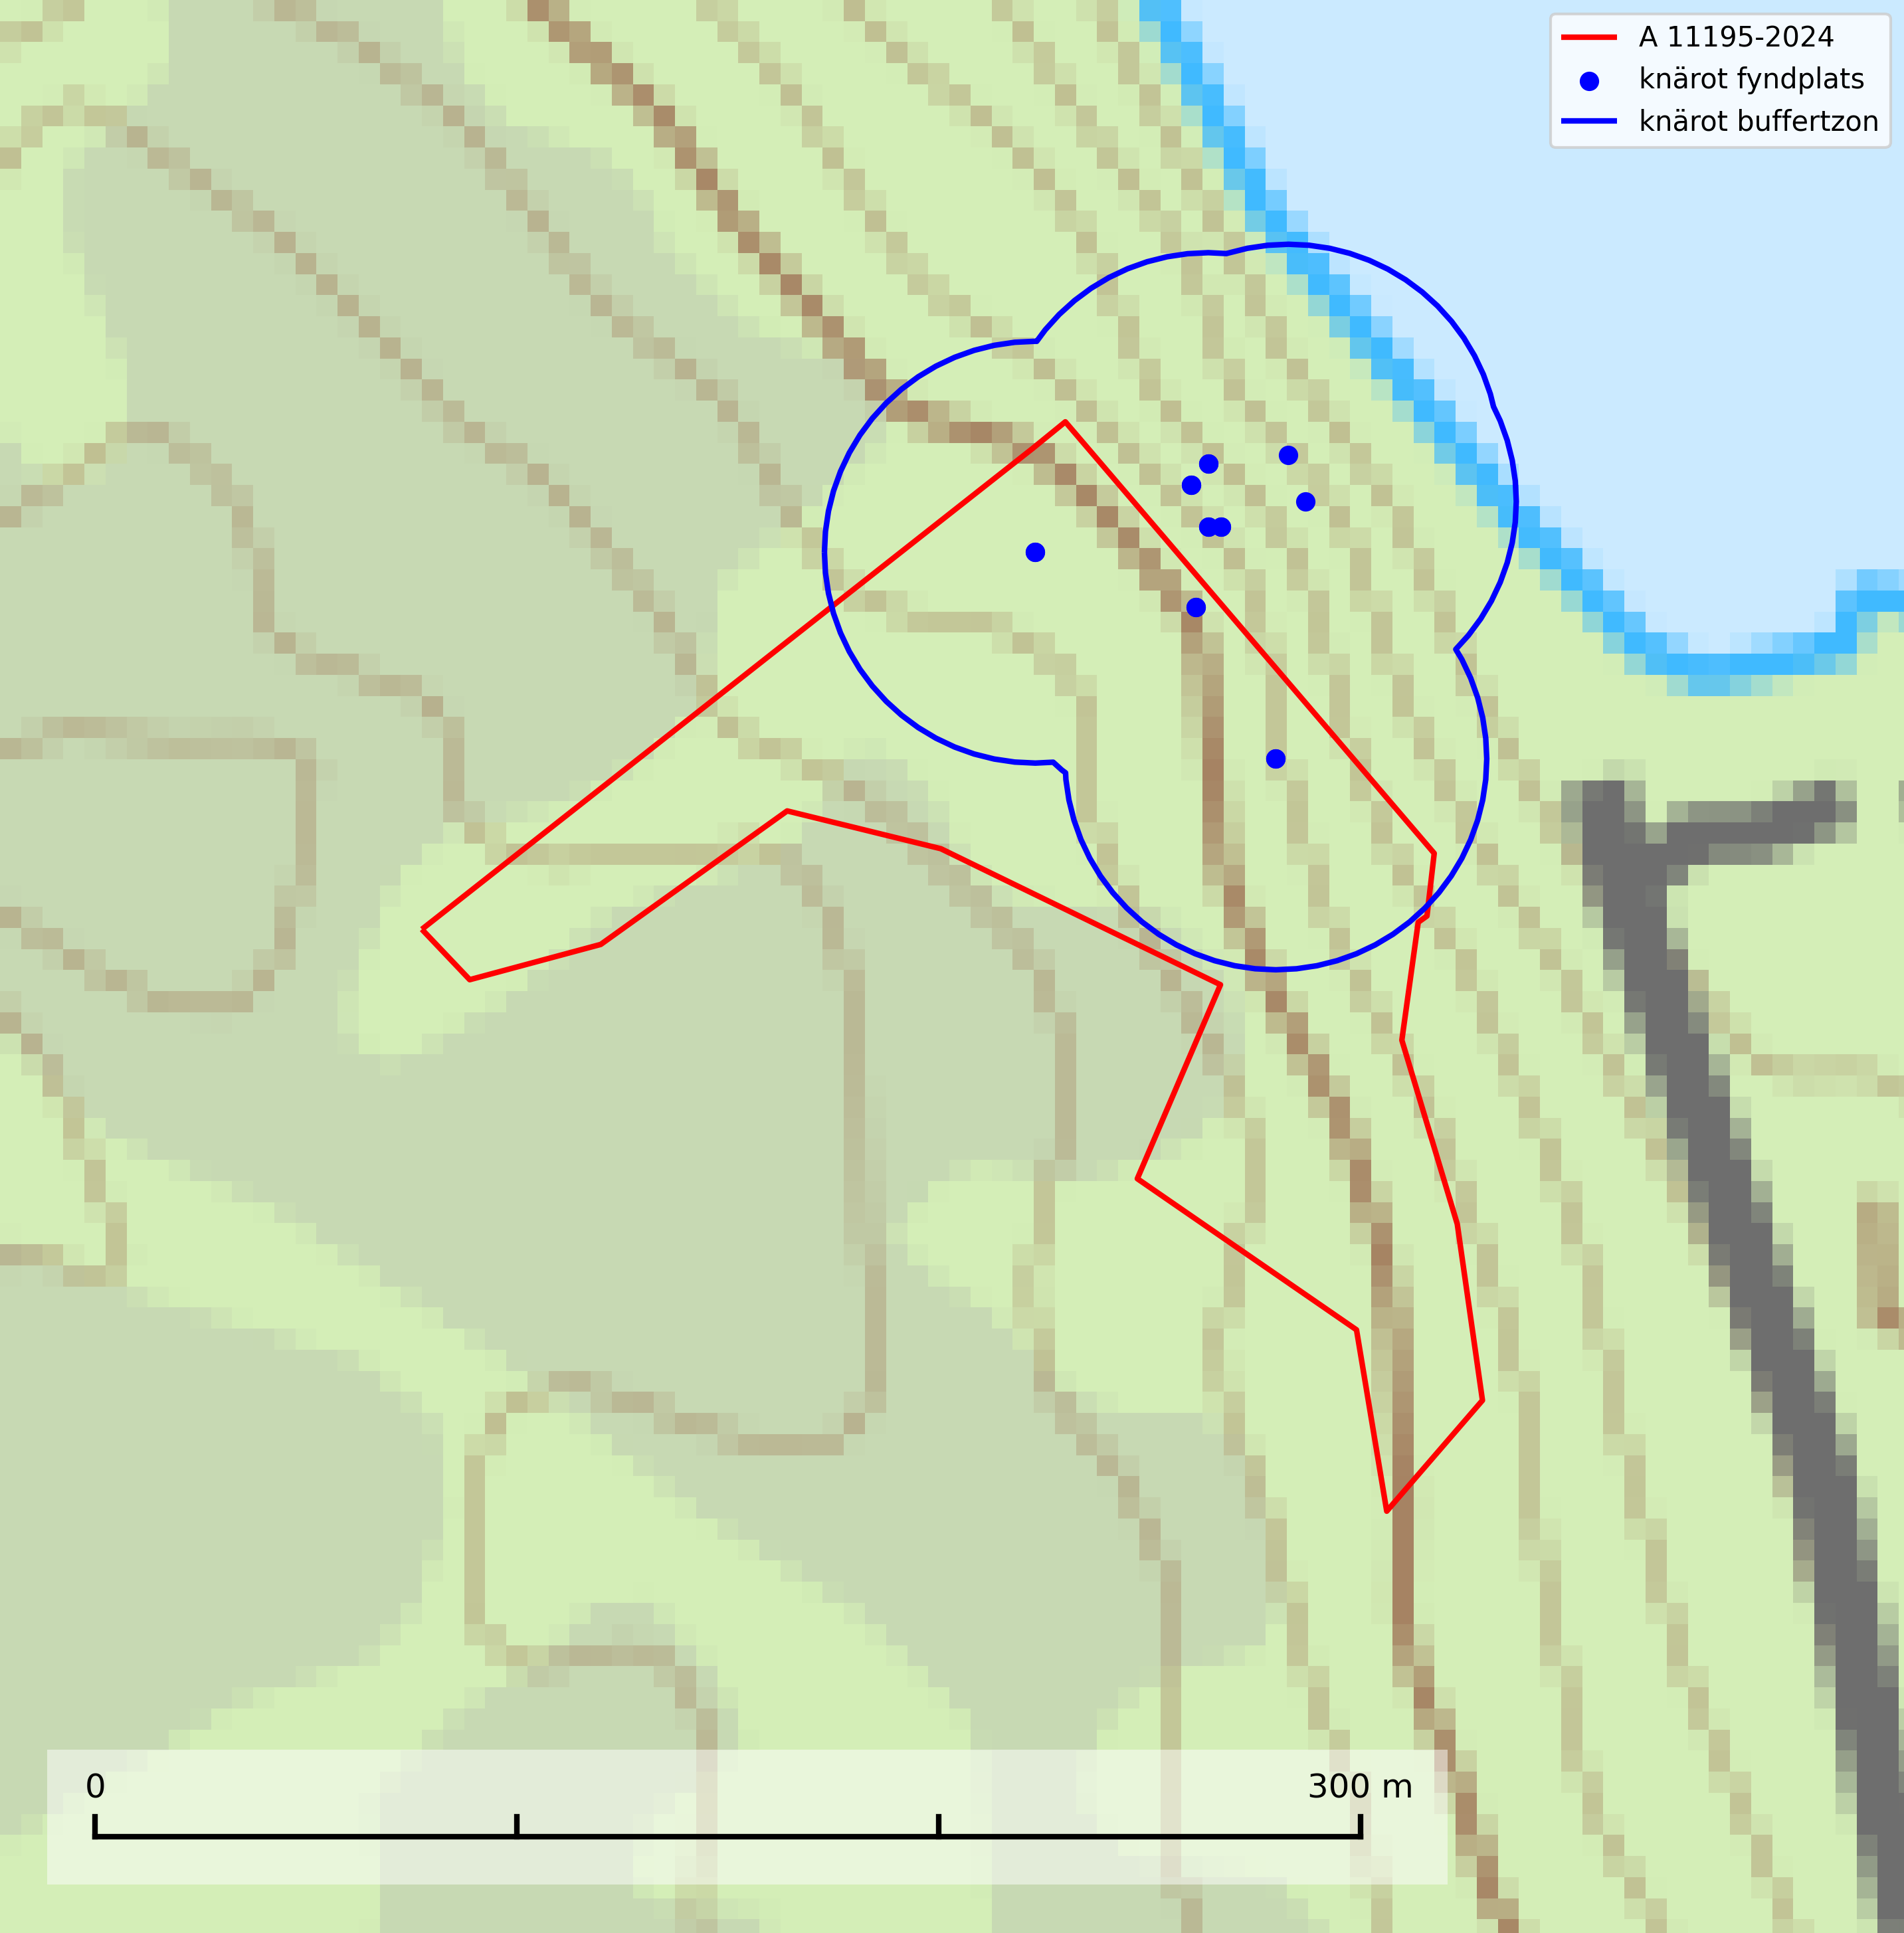 A 11195-2024
knärot fyndplats
knärot buffertzon
0
300 m